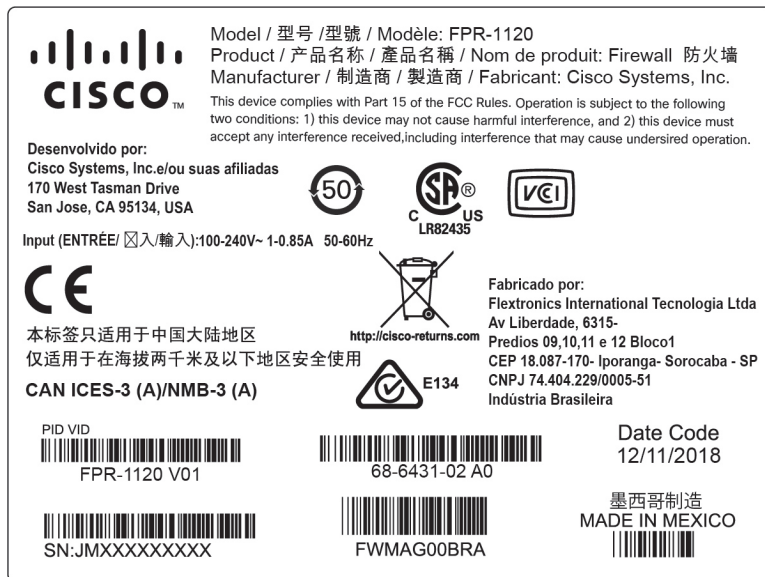 Model / 型号 /型號 / Modèle: FPR-1120
Product / 产品名称 / 產品名稱 / Nom de produit: Firewall 防火墙
Manufacturer / 制造商 / 製造商 / Fabricant: Cisco Systems, Inc.
CISCO™
This device complies with Part 15 of the FCC Rules. Operation is subject to the following
two conditions: 1) this device may not cause harmful interference, and 2) this device must
accept any interference received,including interference that may cause undersired operation.
Desenvolvido por:
Cisco Systems, Inc.e/ou suas afiliadas
170 West Tasman Drive
San Jose, CA 95134, USA
50
SA®
C US
LR82435
VCI
Input (ENTRÉE/ ☒入/輸入):100-240V~ 1-0.85A 50-60Hz
CE
http://cisco-returns.com
Fabricado por:
Flextronics International Tecnologia Ltda
Av Liberdade, 6315-
Predios 09,10,11 e 12 Bloco1
CEP 18.087-170- Iporanga- Sorocaba - SP
CNPJ 74.404.229/0005-51
Indústria Brasileira
本标签只适用于中国大陆地区
仅适用于在海拔两千米及以下地区安全使用
CAN ICES-3 (A)/NMB-3 (A)
E134
PID VID
FPR-1120 V01
68-6431-02 A0
Date Code
12/11/2018
SN:JMXXXXXXXXX
FWMAG00BRA
墨西哥制造
MADE IN MEXICO